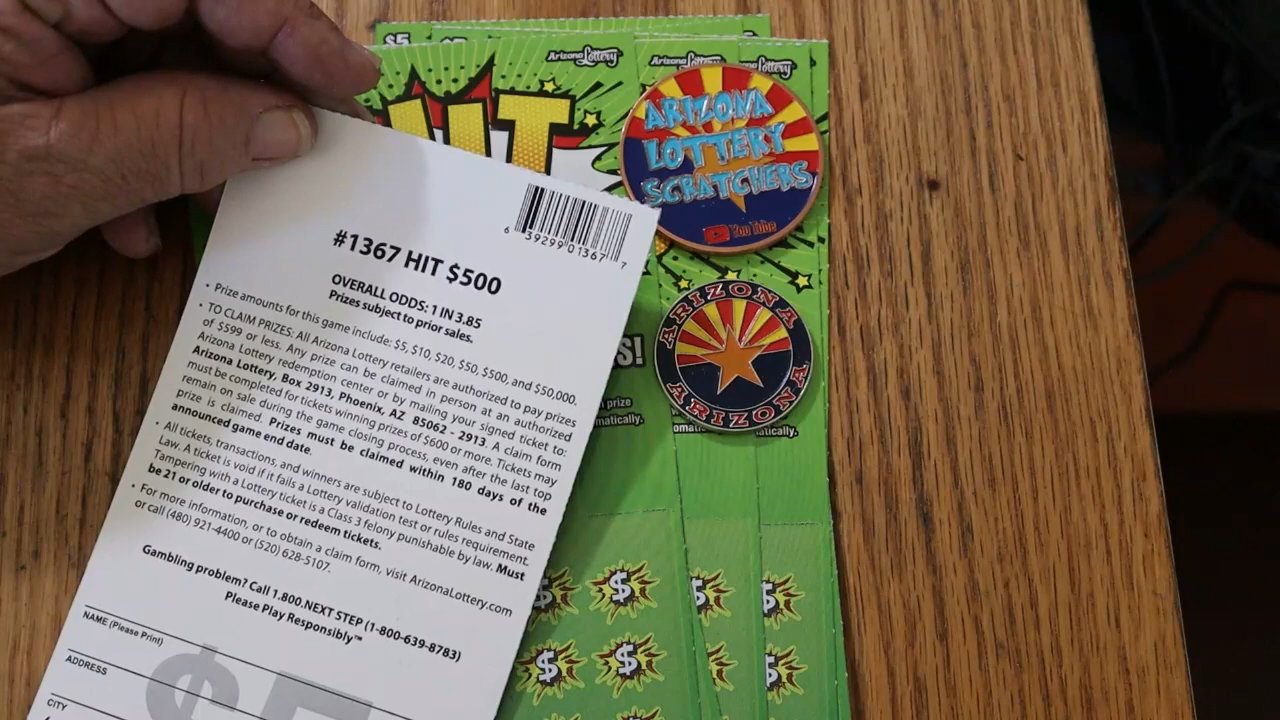 $5
Arizona Lottery
Arizona Lottery
Lottery
HIT
ARIZONA
LOTTERY
SCRATCHERS
YouTube
6 39299 01367 7
#1367 HIT $500
OVERALL ODDS: 1 IN 3.85
Prizes subject to prior sales.
• Prize amounts for this game include: $5, $10, $20, $50, $500, and $50,000.
• TO CLAIM PRIZES: All Arizona Lottery retailers are authorized to pay prizes
of $599 or less. Any prize can be claimed in person at an authorized
Arizona Lottery redemption center or by mailing your signed ticket to:
Arizona Lottery, Box 2913, Phoenix, AZ 85062 - 2913. A claim form
must be completed for tickets winning prizes of $600 or more. Tickets may
remain on sale during the game closing process, even after the last top
prize is claimed. Prizes must be claimed within 180 days of the
announced game end date.
• All tickets, transactions, and winners are subject to Lottery Rules and State
Law. A ticket is void if it fails a Lottery validation test or rules requirement.
Tampering with a Lottery ticket is a Class 3 felony punishable by law. Must
be 21 or older to purchase or redeem tickets.
• For more information, or to obtain a claim form, visit ArizonaLottery.com
or call (480) 921-4400 or (520) 628-5107.
Gambling problem? Call 1.800.NEXT STEP (1-800-639-8783)
Please Play Responsibly™
NAME (Please Print)
ADDRESS
CITY
$5
ARIZONA
ARIZONA
S!
prize
matically.
atically.
$ $ $ $
$ $ $ $